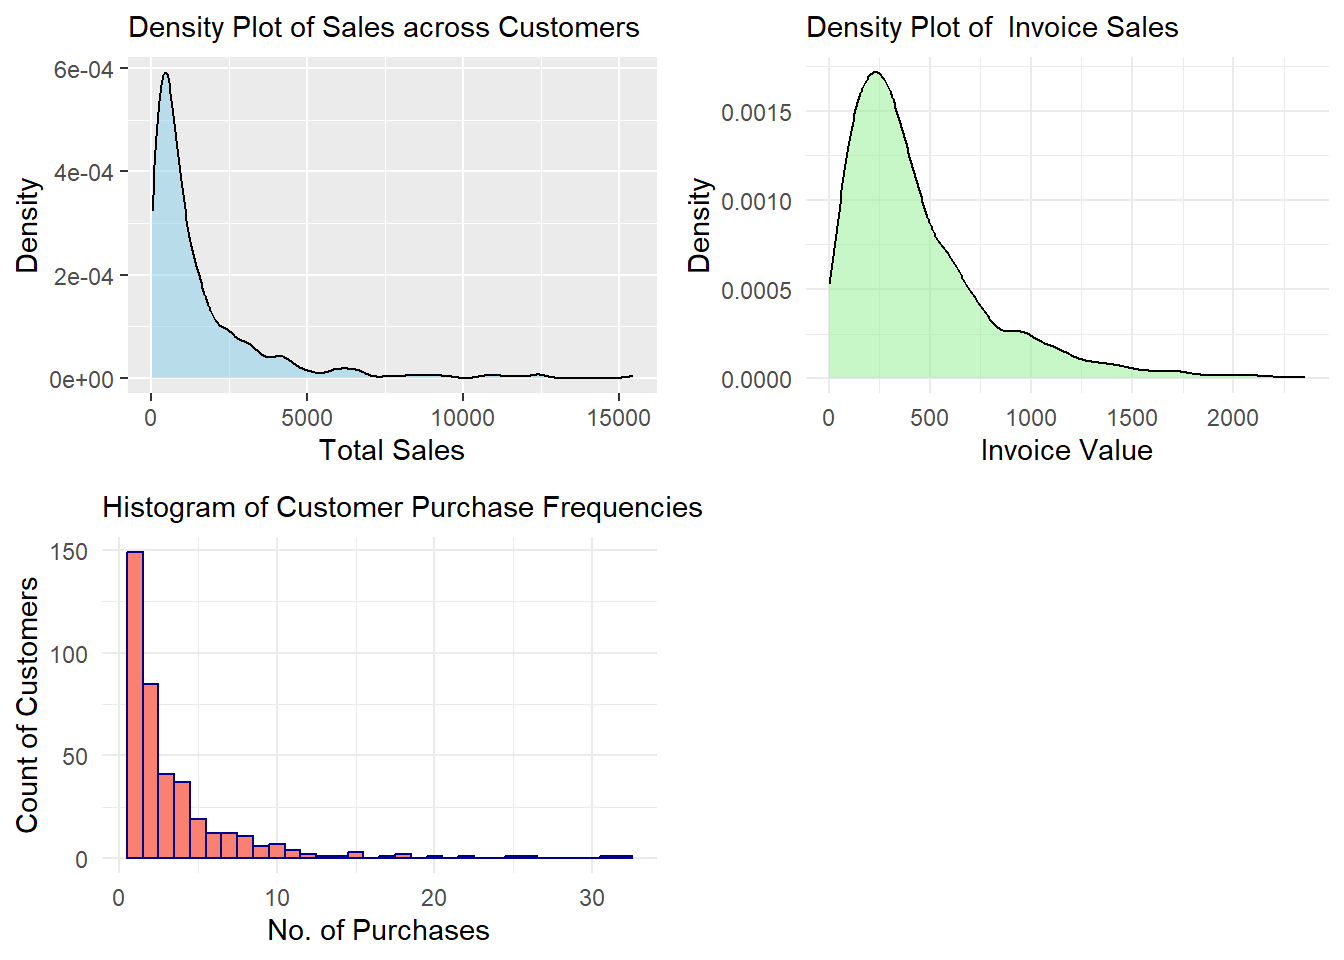 Density Plot of Sales across Customers
6e-04
4e-04
2e-04
0e+00
Density
0 5000 10000 15000
Total Sales
Density Plot of  Invoice Sales
0.0015
0.0010
0.0005
0.0000
Density
0 500 1000 1500 2000
Invoice Value
Histogram of Customer Purchase Frequencies
150
100
50
0
Count of Customers
0 10 20 30
No. of Purchases